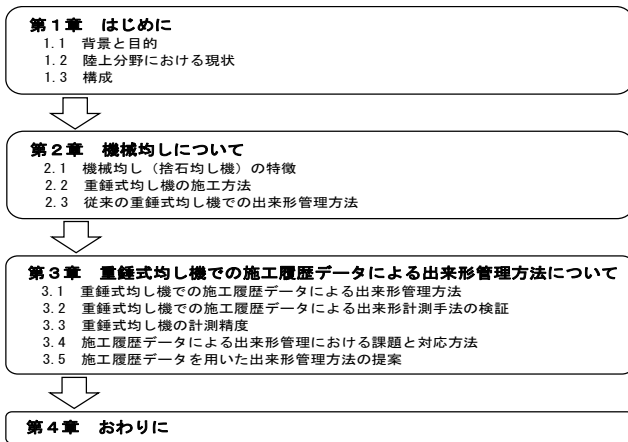 第１章　はじめに
1.1　背景と目的
1.2　陸上分野における現状
1.3　構成
第２章　機械均しについて
2.1　機械均し（捨石均し機）の特徴
2.2　重錘式均し機の施工方法
2.3　従来の重錘式均し機での出来形管理方法
第３章　重錘式均し機での施工履歴データによる出来形管理方法について
3.1　重錘式均し機での施工履歴データによる出来形管理方法
3.2　重錘式均し機での施工履歴データによる出来形計測手法の検証
3.3　重錘式均し機の計測精度
3.4　施工履歴データによる出来形管理における課題と対応方法
3.5　施工履歴データを用いた出来形管理方法の提案
第４章　おわりに